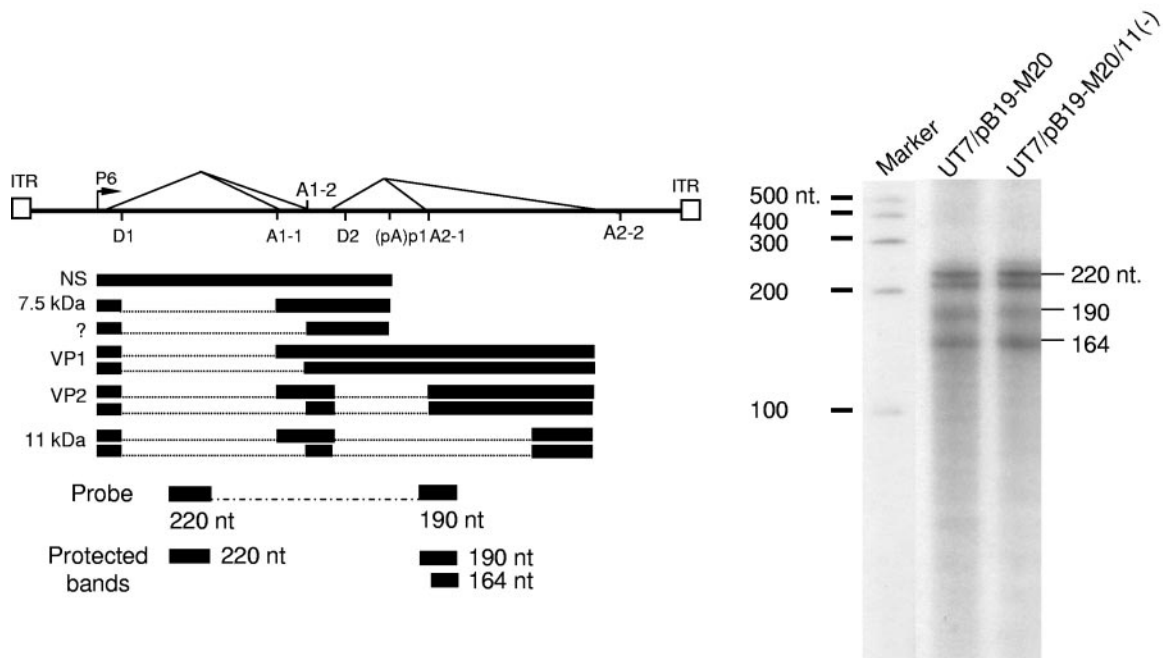 ITR
P6
A1-2
ITR
D1
A1-1
D2
(pA)p1
A2-1
A2-2
NS
7.5 kDa
?
VP1
VP2
11 kDa
Probe
220 nt
190 nt
Protected
bands
220 nt
190 nt
164 nt
Marker
UT7/pB19-M20
UT7/pB19-M20/11(-)
500 nt.
400
300
200
100
220 nt.
190
164